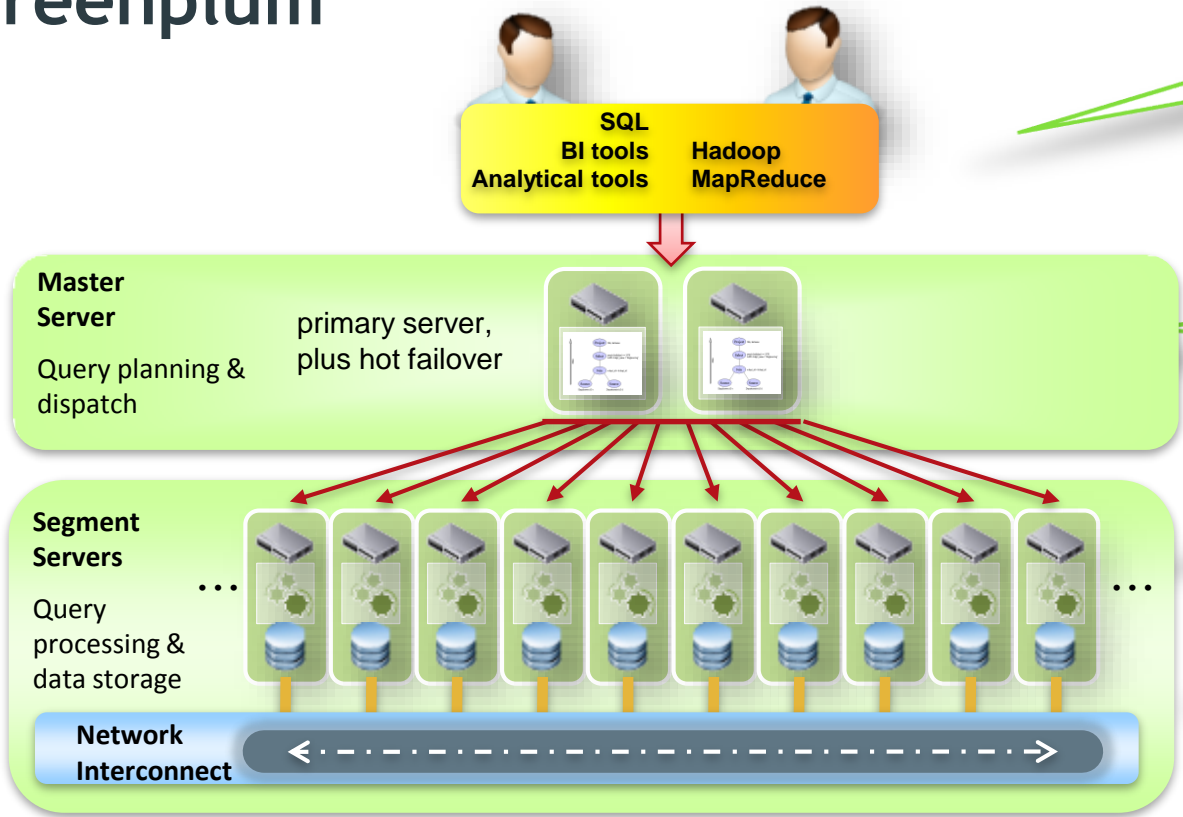 reenplum
SQL
BI tools
Analytical tools
Hadoop
MapReduce
Master
Server
Query planning &
dispatch
primary server,
plus hot failover
Segment
Servers
Query
processing &
data storage
...
...
Network
Interconnect